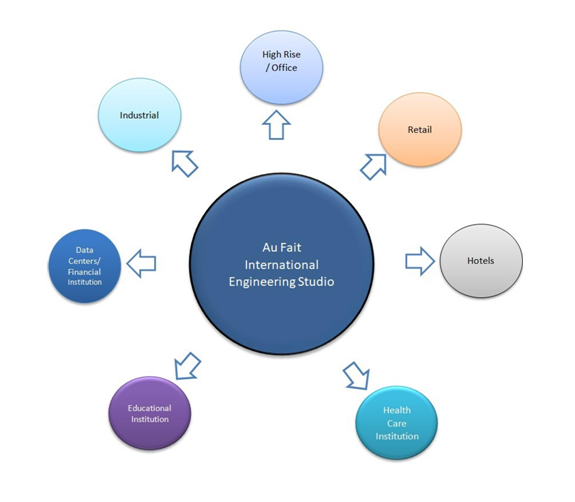 High Rise
/ Office
Industrial
Retail
Au Fait
International
Engineering Studio
Data
Centers/
Financial
Institution
Hotels
Educational
Institution
Health
Care
Institution